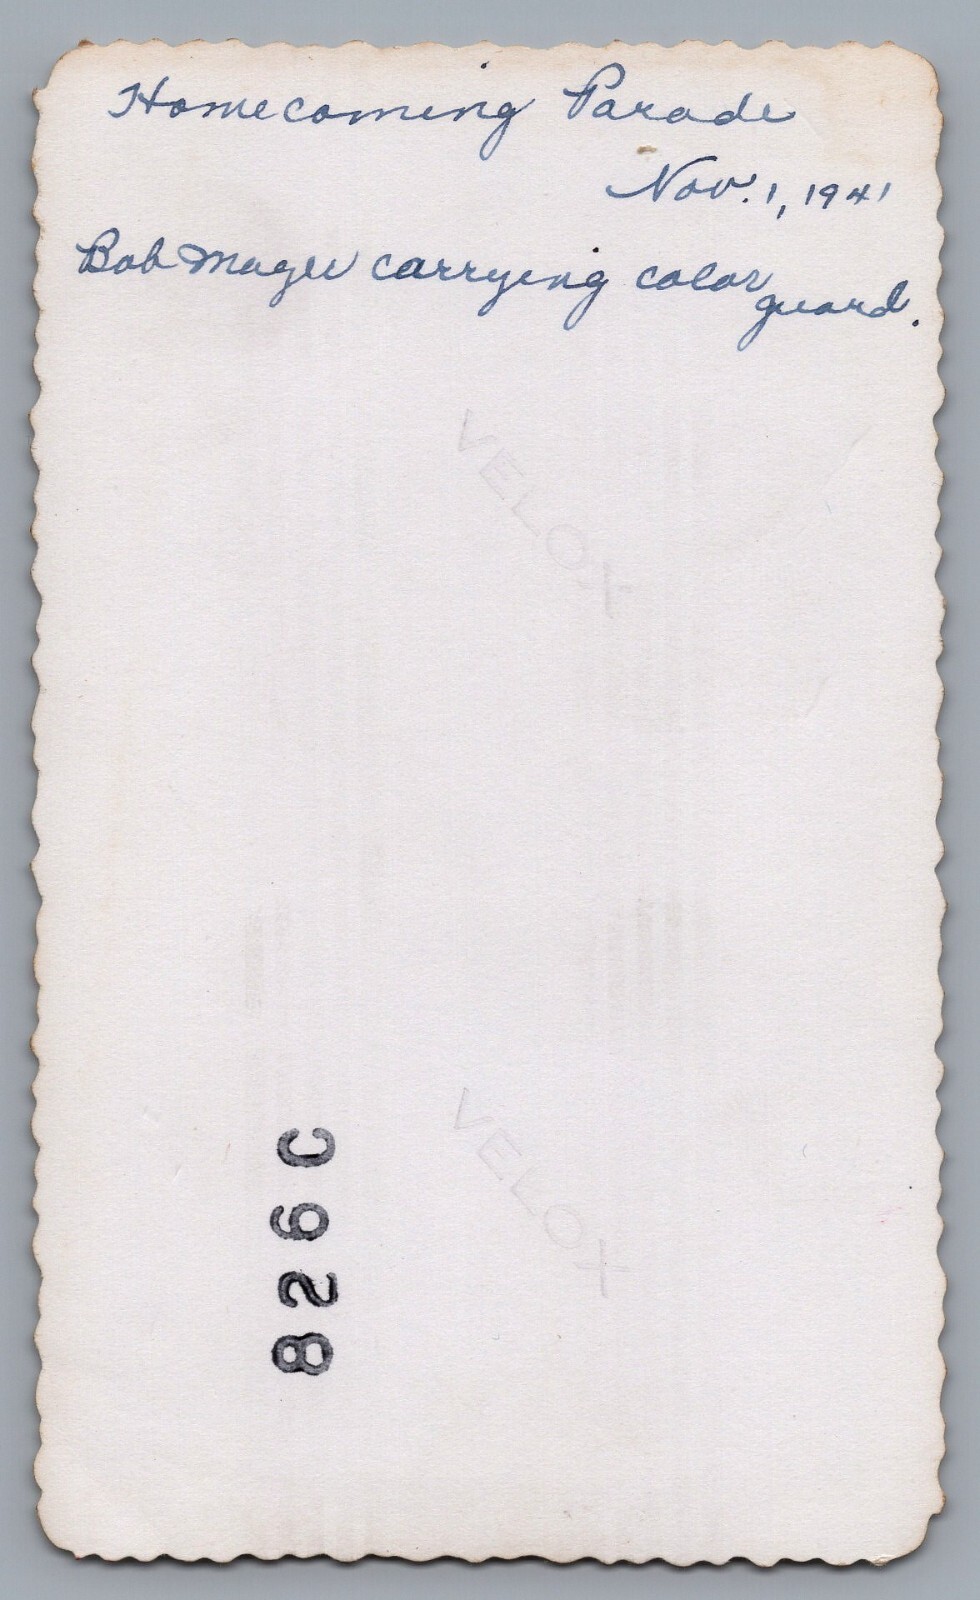 Homecoming Parade
Nov. 1, 1941
Bob Magee carrying color
guard.
VELOX
VELOX
826C